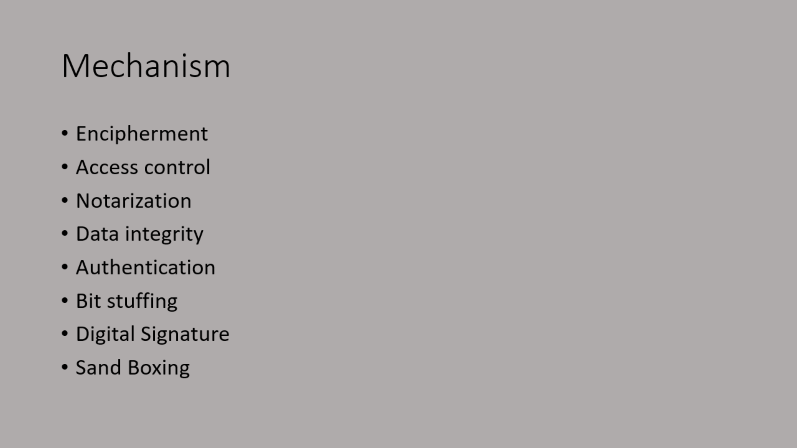 Mechanism
• Encipherment
• Access control
• Notarization
• Data integrity
• Authentication
• Bit stuffing
• Digital Signature
• Sand Boxing